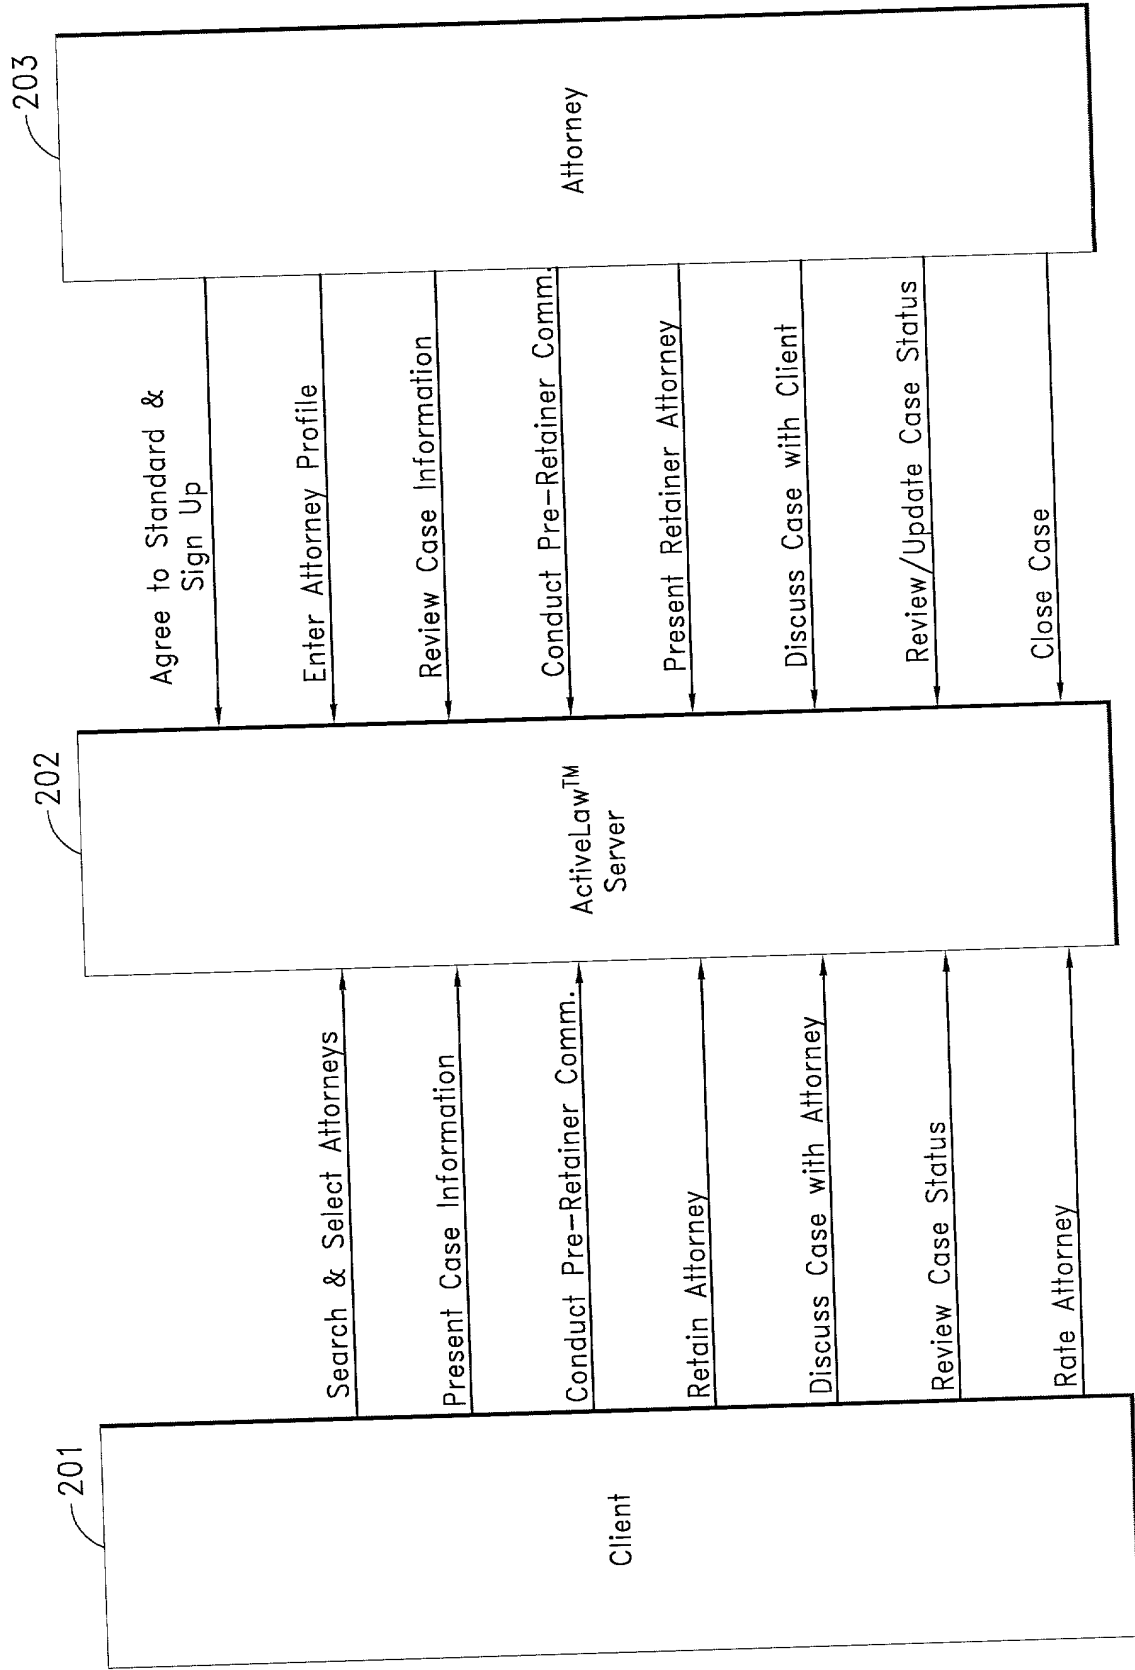 201
202
203
Client
Search & Select Attorneys
Present Case Information
Conduct Pre-Retainer Comm.
Retain Attorney
Discuss Case with Attorney
Review Case Status
Rate Attorney
ActiveLaw™
Server
Agree to Standard &
Sign Up
Enter Attorney Profile
Review Case Information
Conduct Pre-Retainer Comm.
Present Retainer Attorney
Discuss Case with Client
Review/Update Case Status
Close Case
Attorney